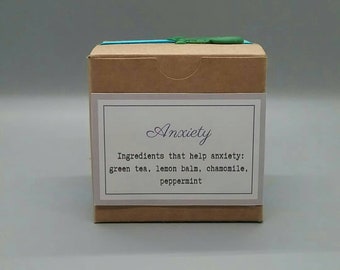 Anxiety
Ingredients that help anxiety:
green tea, lemon balm, chamomile,
peppermint